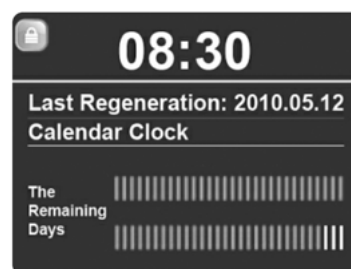 08:30
Last Regeneration: 2010.05.12
Calendar Clock
The
Remaining
Days